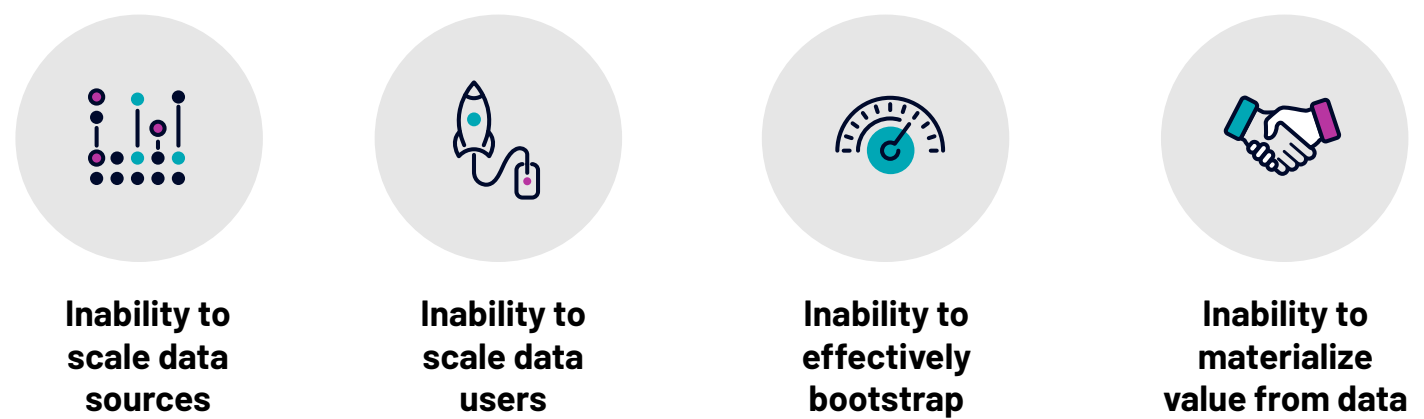 Inability to
scale data
sources
Inability to
scale data
users
Inability to
effectively
bootstrap
Inability to
materialize
value from data